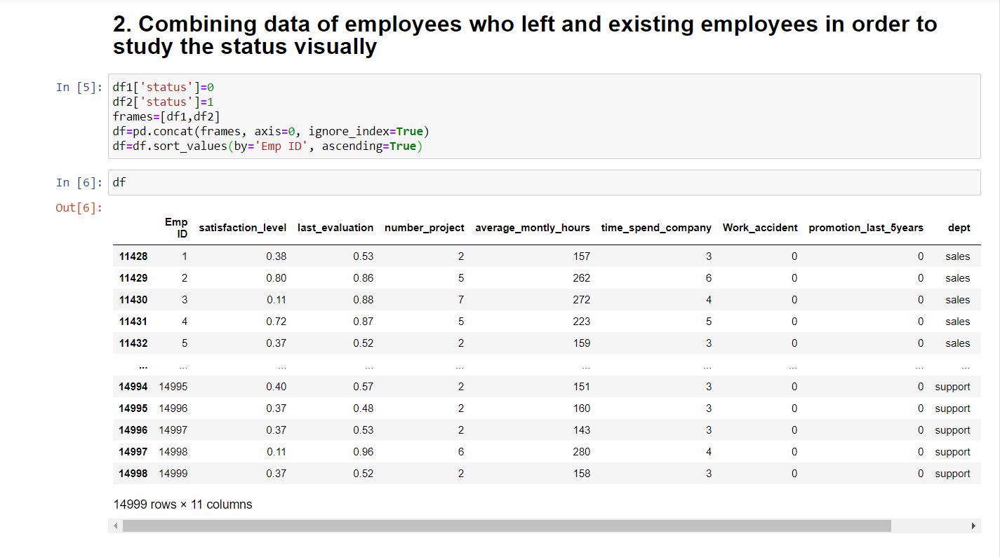 2. Combining data of employees who left and existing employees in order to
study the status visually
In [5]:
df1['status']=0
df2['status']=1
frames=[df1,df2]
df=pd.concat(frames, axis=0, ignore_index=True)
df=df.sort_values(by='Emp ID', ascending=True)
In [6]:
df
Out[6]:
Emp ID satisfaction_level last_evaluation number_project average_montly_hours time_spend_company Work_accident promotion_last_5years dept
11428 1 0.38 0.53 2 157 3 0 0 sales
11429 2 0.80 0.86 5 262 6 0 0 sales
11430 3 0.11 0.88 7 272 4 0 0 sales
11431 4 0.72 0.87 5 223 5 0 0 sales
11432 5 0.37 0.52 2 159 3 0 0 sales
... ... ... ... ... ... ... ... ... ...
14994 14995 0.40 0.57 2 151 3 0 0 support
14995 14996 0.37 0.48 2 160 3 0 0 support
14996 14997 0.37 0.53 2 143 3 0 0 support
14997 14998 0.11 0.96 6 280 4 0 0 support
14998 14999 0.37 0.52 2 158 3 0 0 support
14999 rows × 11 columns